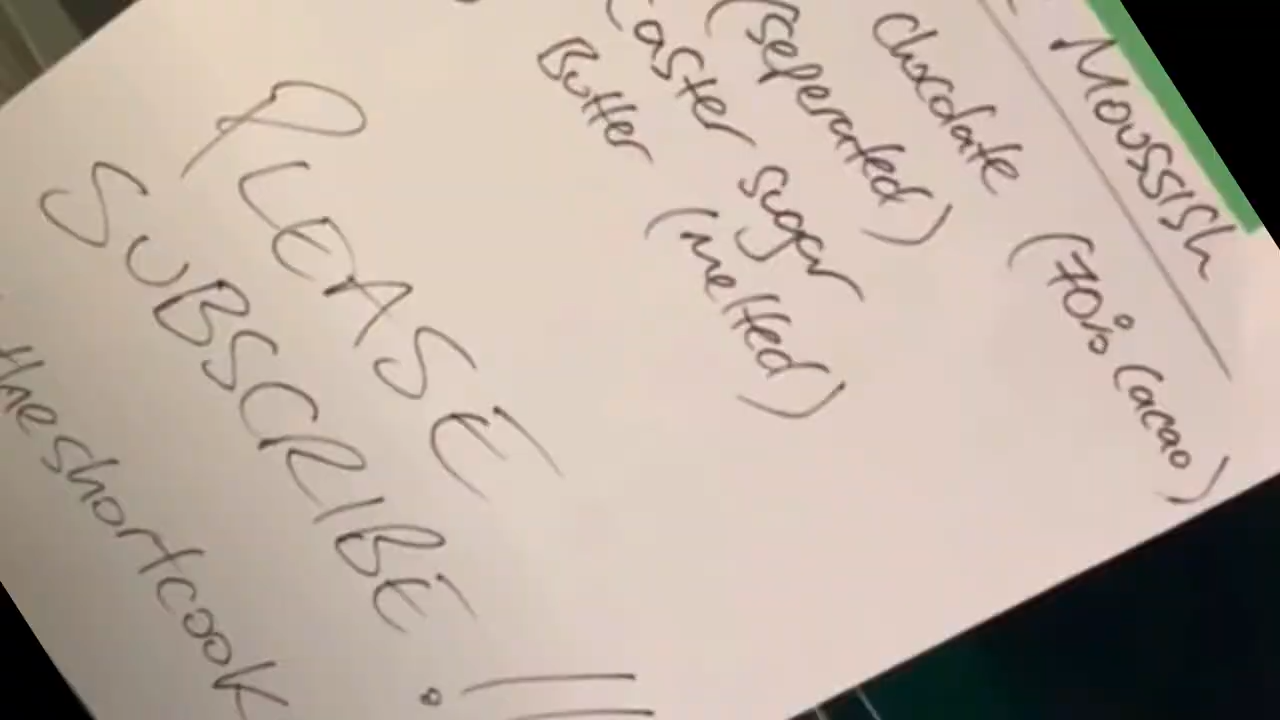 Moussish
Chocolate (70% Cacao)
(seperated)
Caster sugar
Butter (melted)
PLEASE
SUBSCRIBE!!
theshortcook